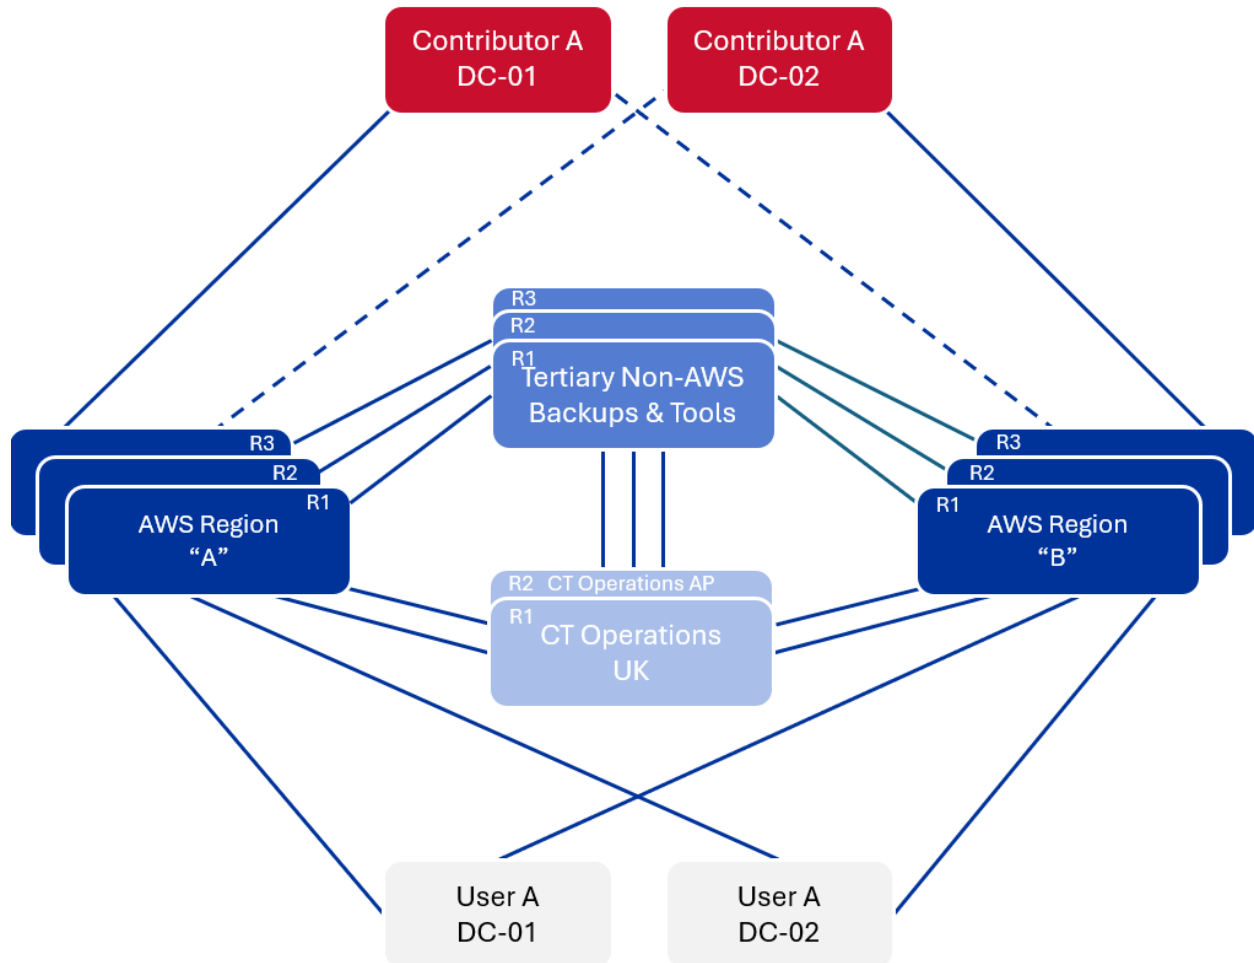 Contributor A
DC-01
Contributor A
DC-02
R3
R2
R1
Tertiary Non-AWS
Backups & Tools
R3
R2
R1
AWS Region
“A”
R3
R2
R1
AWS Region
“B”
R2 CT Operations AP
R1
CT Operations
UK
User A
DC-01
User A
DC-02